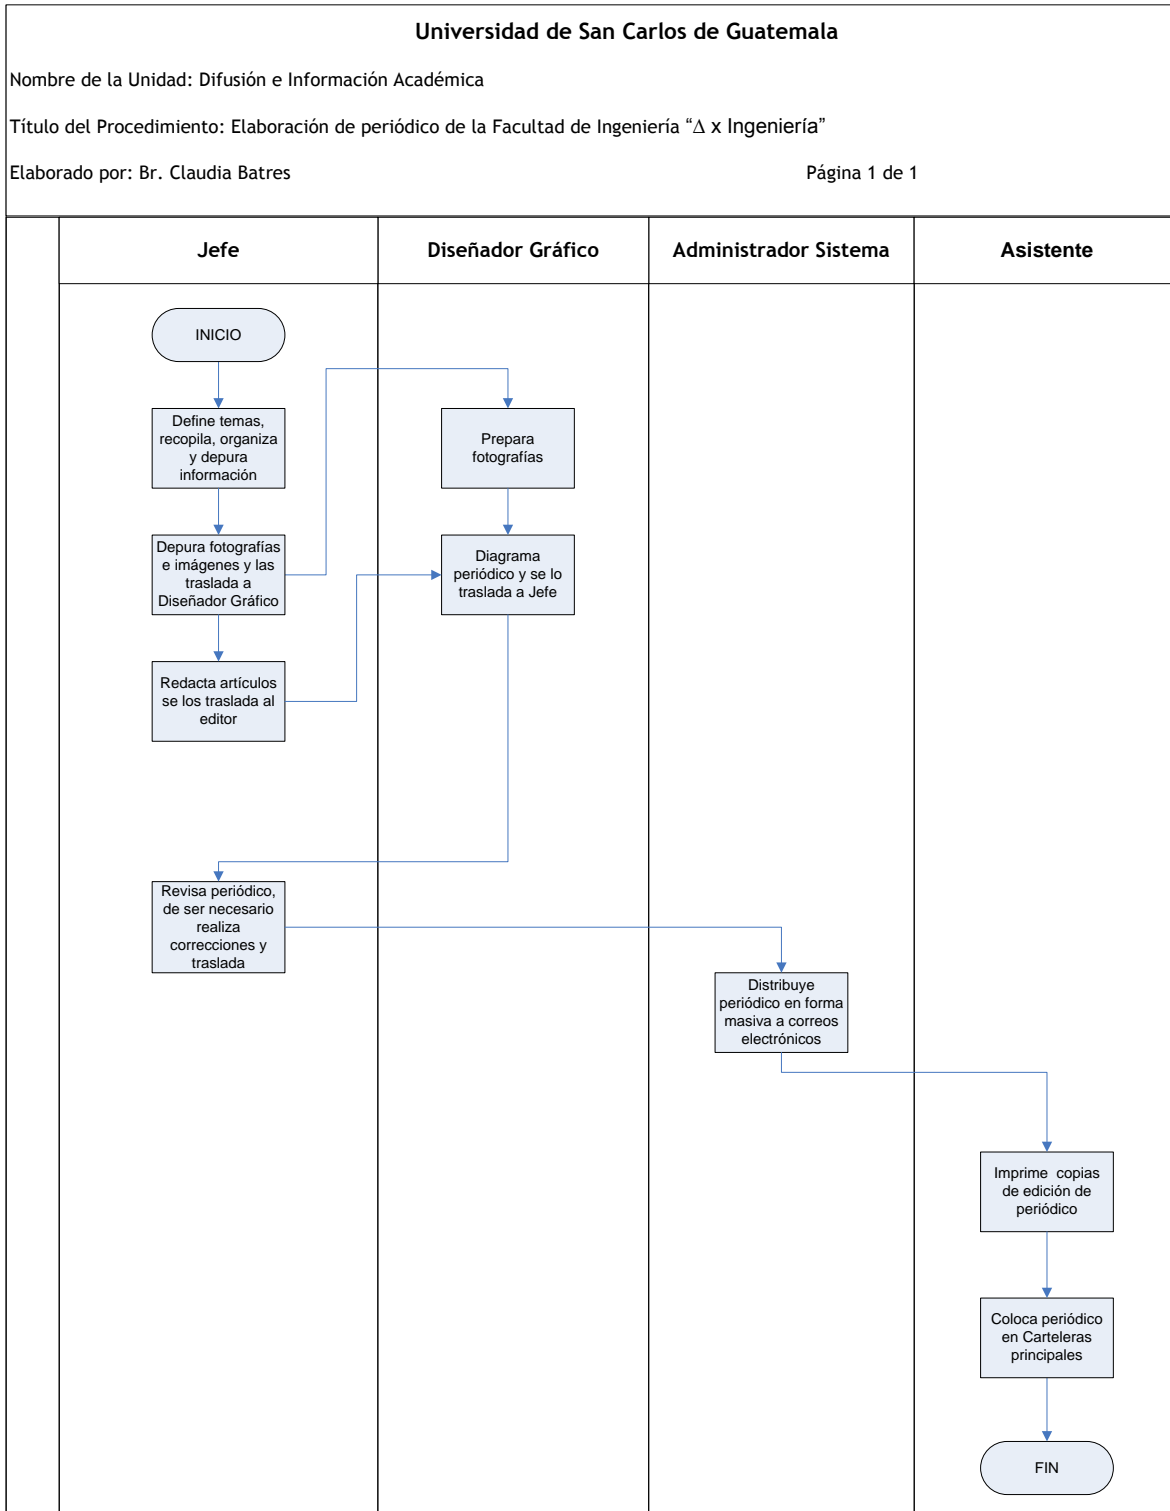 Universidad de San Carlos de Guatemala
Nombre de la Unidad: Difusión e Información Académica
Título del Procedimiento: Elaboración de periódico de la Facultad de Ingeniería “Δ x Ingeniería”
Elaborado por: Br. Claudia Batres Página 1 de 1
Jefe Diseñador Gráfico Administrador Sistema Asistente
INICIO
Define temas,
recopila, organiza
y depura
información
Prepara
fotografías
Depura fotografías
e imágenes y las
traslada a
Diseñador Gráfico
Diagrama
periódico y se lo
traslada a Jefe
Redacta artículos
se los traslada al
editor
Revisa periódico,
de ser necesario
realiza
correcciones y
traslada
Distribuye
periódico en forma
masiva a correos
electrónicos
Imprime copias
de edición de
periódico
Coloca periódico
en Carteleras
principales
FIN